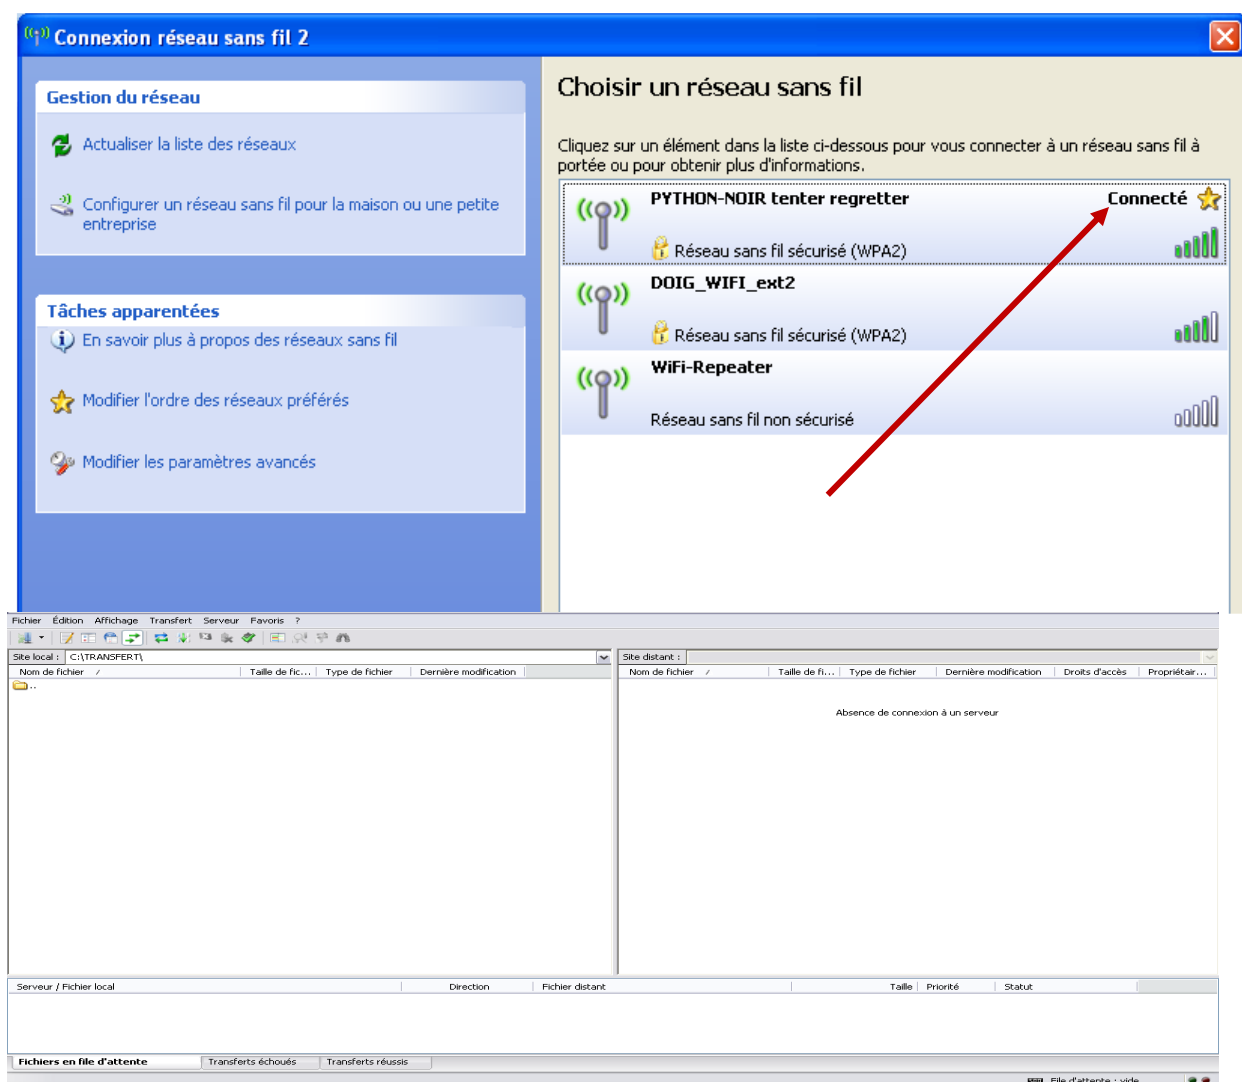 Connexion réseau sans fil 2
Gestion du réseau
Actualiser la liste des réseaux
Configurer un réseau sans fil pour la maison ou une petite
entreprise
Tâches apparentées
En savoir plus à propos des réseaux sans fil
Modifier l'ordre des réseaux préférés
Modifier les paramètres avancés
Choisir un réseau sans fil
Cliquez sur un élément dans la liste ci-dessous pour vous connecter à un réseau sans fil à
portée ou pour obtenir plus d'informations.
PYTHON-NOIR tenter regretter Connecté
Réseau sans fil sécurisé (WPA2)
DOIG_WIFI_ext2
Réseau sans fil sécurisé (WPA2)
WiFi-Repeater
Réseau sans fil non sécurisé
Fichier Édition Affichage Transfert Serveur Favoris ?
Site local : C:\TRANSFERT\
Nom de fichier Taille de fic... Type de fichier Dernière modification
..
Site distant :
Nom de fichier Taille de fi... Type de fichier Dernière modification Droits d'accès Propriétair...
Absence de connexion à un serveur
Serveur / Fichier local Direction Fichier distant Taille Priorité Statut
Fichiers en file d'attente Transferts échoués Transferts réussis
File d'attente : vide